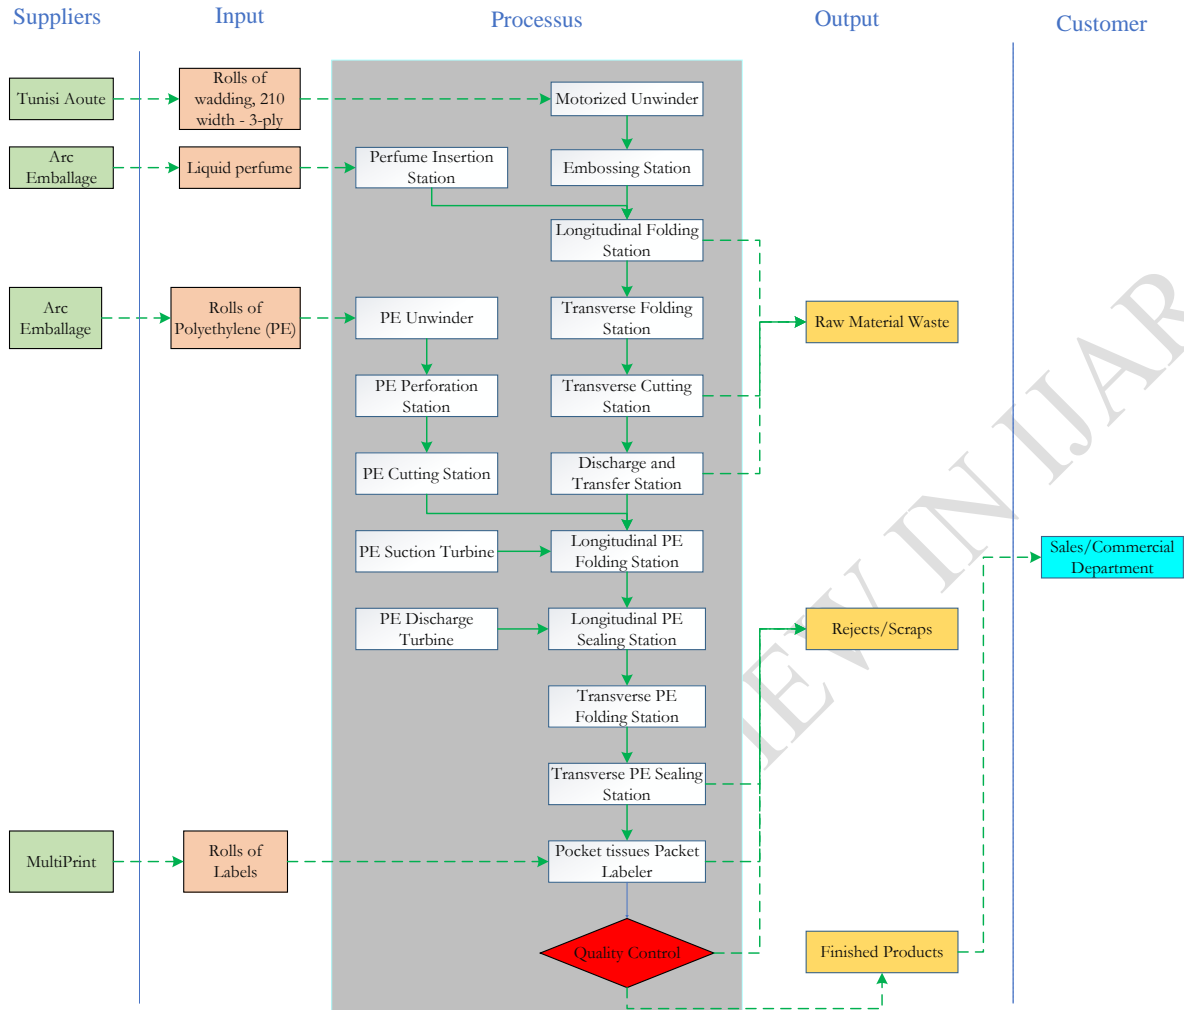 Suppliers
Input
Processus
Output
Customer
Tunisi Aoute
Rolls of
wadding, 210
width - 3-ply
Motorized Unwinder
Arc
Emballage
Liquid perfume
Perfume Insertion
Station
Embossing Station
Longitudinal Folding
Station
Arc
Emballage
Rolls of
Polyethylene (PE)
PE Unwinder
Transverse Folding
Station
Raw Material Waste
PE Perforation
Station
Transverse Cutting
Station
PE Cutting Station
Discharge and
Transfer Station
PE Suction Turbine
Longitudinal PE
Folding Station
Sales/Commercial
Department
PE Discharge
Turbine
Longitudinal PE
Sealing Station
Rejects/Scraps
Transverse PE
Folding Station
Transverse PE Sealing
Station
MultiPrint
Rolls of
Labels
Pocket tissues Packet
Labeler
Quality Control
Finished Products
IEW IN IJAR